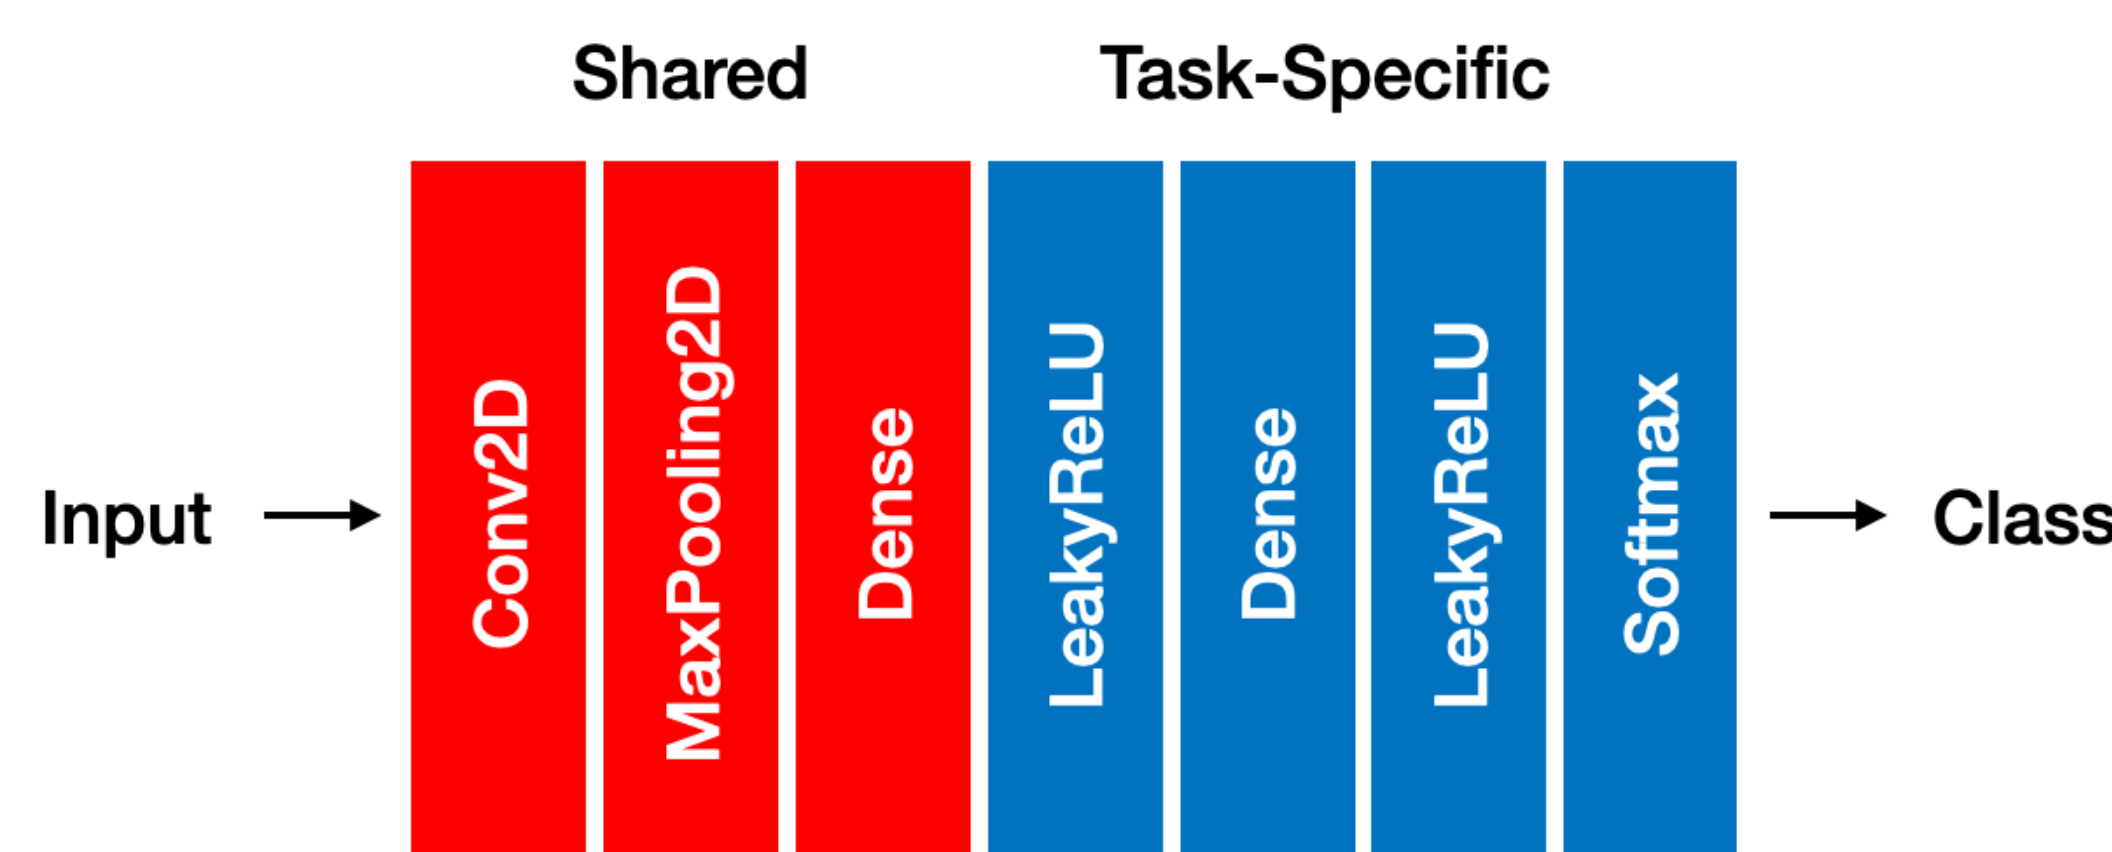 Shared
Task-Specific
Input
Conv2D
MaxPooling2D
Dense
LeakyReLU
Dense
LeakyReLU
Softmax
Class